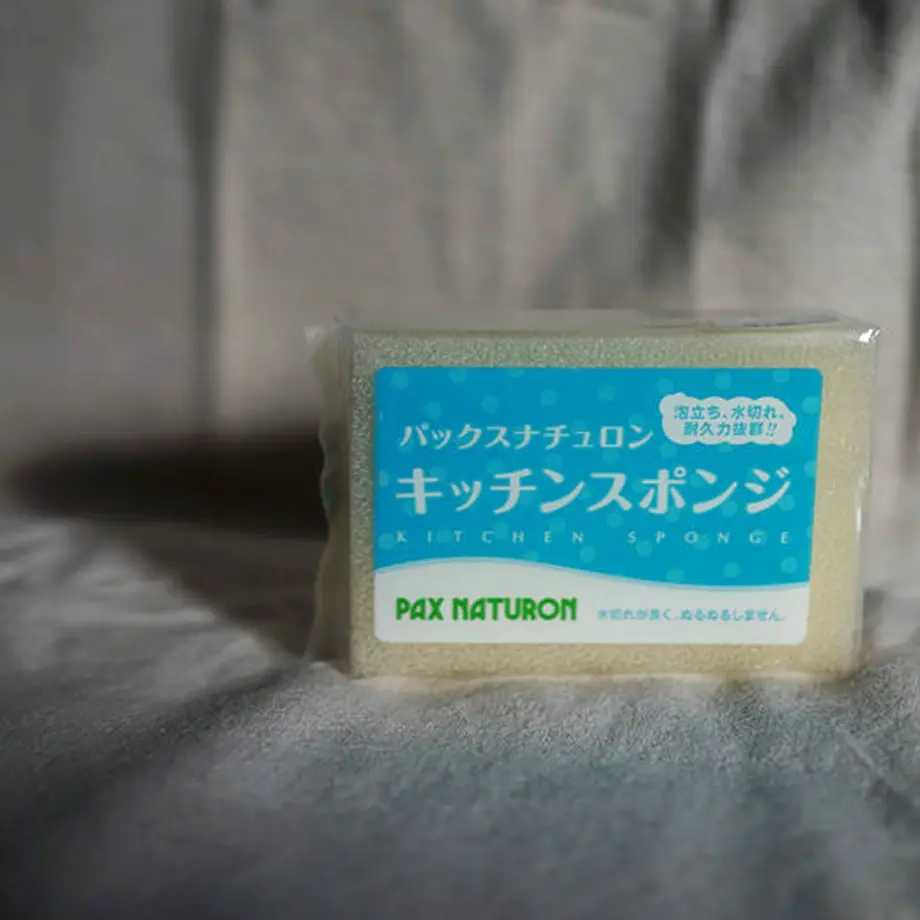 泡立ち、水切れ、
耐久力抜群!!
パックスナチュロン
キッチンスポンジ
KITCHEN SPONGE
PAX NATURON
水切れが良く、ぬるぬるしません。